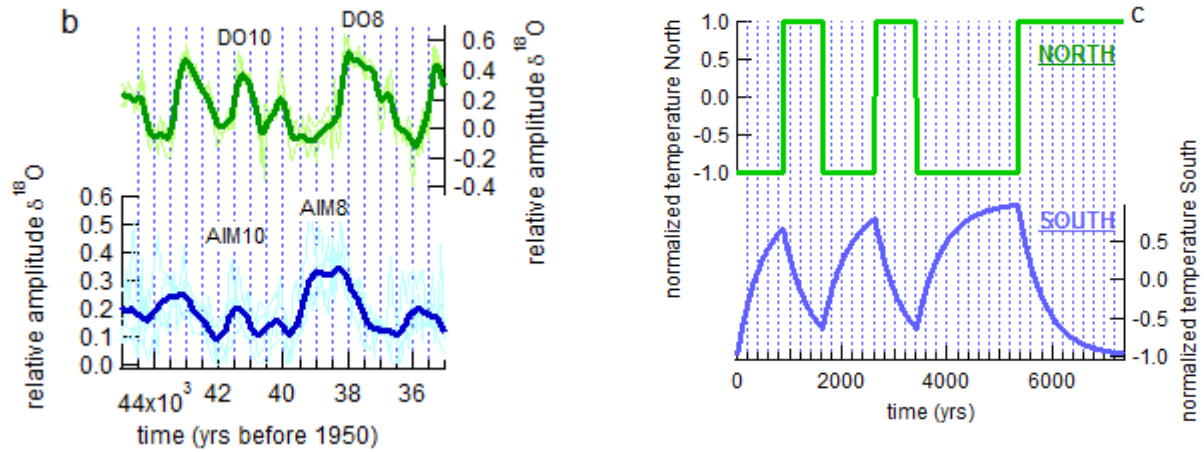 b
DO8
DO10
relative amplitude δ ¹⁸O
0.6
0.4
0.2
0.0
-0.2
-0.4
relative amplitude δ ¹⁸O
0.6
0.5
0.4
0.3
0.2
0.1
0.0
AIM8
AIM10
44x10³
42
40
38
36
time (yrs before 1950)
c
normalized temperature North
1.0
0.5
0.0
-0.5
-1.0
NORTH
SOUTH
normalized temperature South
0.5
0.0
-0.5
-1.0
0
2000
4000
6000
time (yrs)